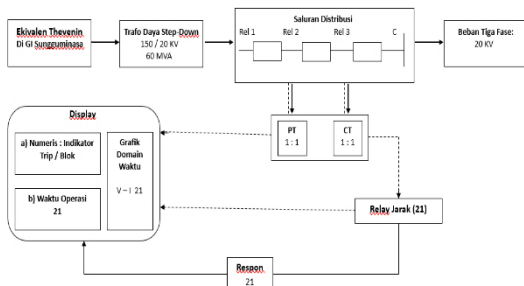 Ekivalen Thevenin
Di GI Sungguminasa
Trafo Daya Step-Down
150 / 20 KV
60 MVA
Saluran Distribusi
Rel 1 Rel 2 Rel 3 C
Beban Tiga Fase:
20 KV
Display
a) Numeris : Indikator
Trip / Blok
b) Waktu Operasi
21
Grafik
Domain
Waktu
V – I 21
PT
1 : 1
CT
1 : 1
Relay Jarak (21)
Respon
21